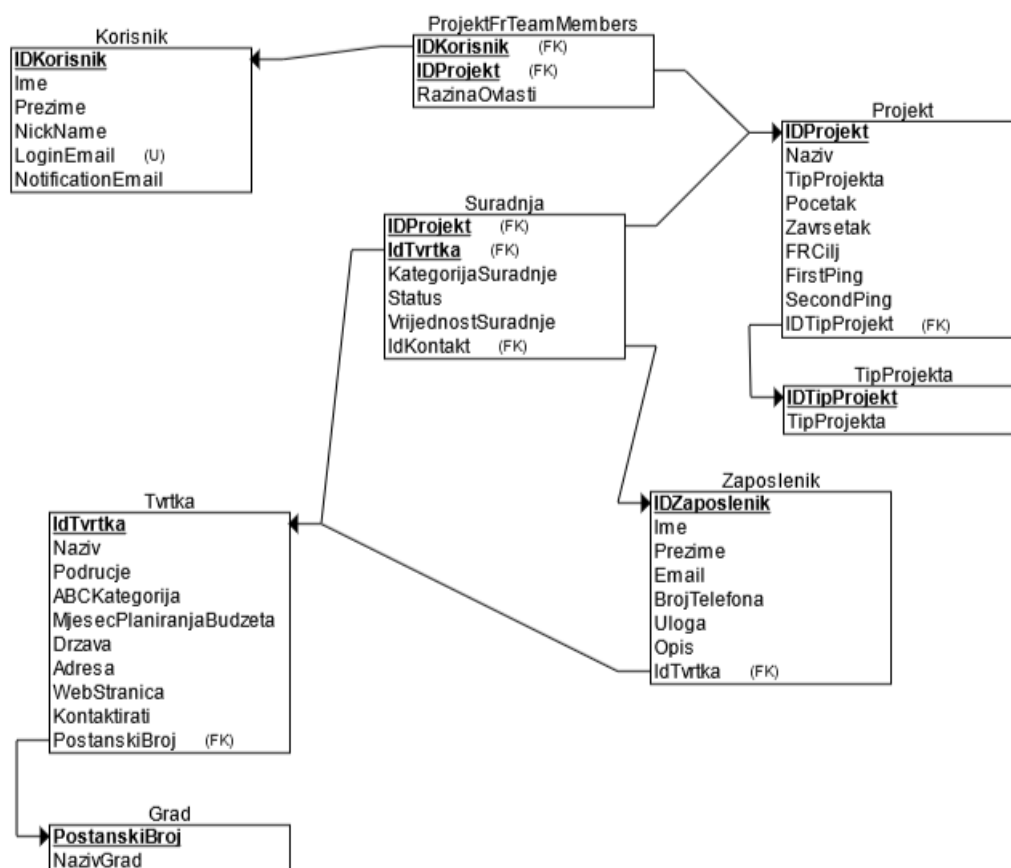 Korisnik
IDKorisnik
Ime
Prezime
NickName
LoginEmail (U)
NotificationEmail
ProjektFrTeamMembers
IDKorisnik (FK)
IDProjekt (FK)
RazinaOvlasti
Projekt
IDProjekt
Naziv
TipProjekta
Pocetak
Zavrsetak
FRCilj
FirstPing
SecondPing
IDTipProjekt (FK)
Suradnja
IDProjekt (FK)
IdTvrtka (FK)
KategorijaSuradnje
Status
VrijednostSuradnje
IdKontakt (FK)
TipProjekta
IDTipProjekt
TipProjekta
Zaposlenik
IDZaposlenik
Ime
Prezime
Email
BrojTelefona
Uloga
Opis
IdTvrtka (FK)
Tvrtka
IdTvrtka
Naziv
Podrucje
ABCKategorija
MjesecPlaniranjaBudzeta
Drzava
Adresa
WebStranica
Kontaktirati
PostanskiBroj (FK)
Grad
PostanskiBroj
NazivGrad